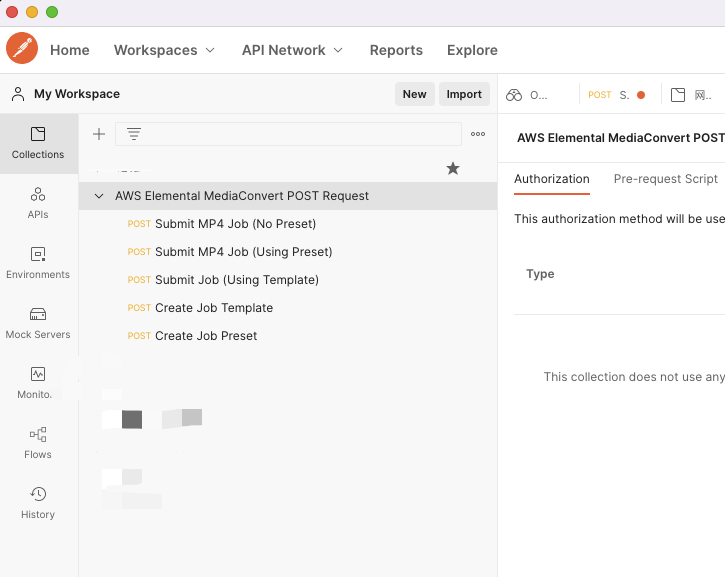 Home Workspaces API Network Reports Explore
My Workspace New Import
O... POST S. 网..
Collections
AWS Elemental MediaConvert POST
Authorization Pre-request Script
AWS Elemental MediaConvert POST Request
APIs
POST Submit MP4 Job (No Preset)
This authorization method will be use
POST Submit MP4 Job (Using Preset)
Environments
Type
POST Submit Job (Using Template)
POST Create Job Template
Mock Servers
POST Create Job Preset
This collection does not use any
Monito.
Flows
History